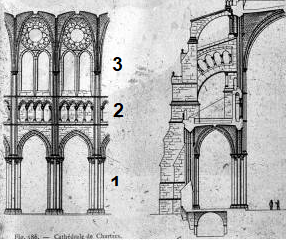 3
2
1
Fig. 186. — Cathédrale de Chartres.